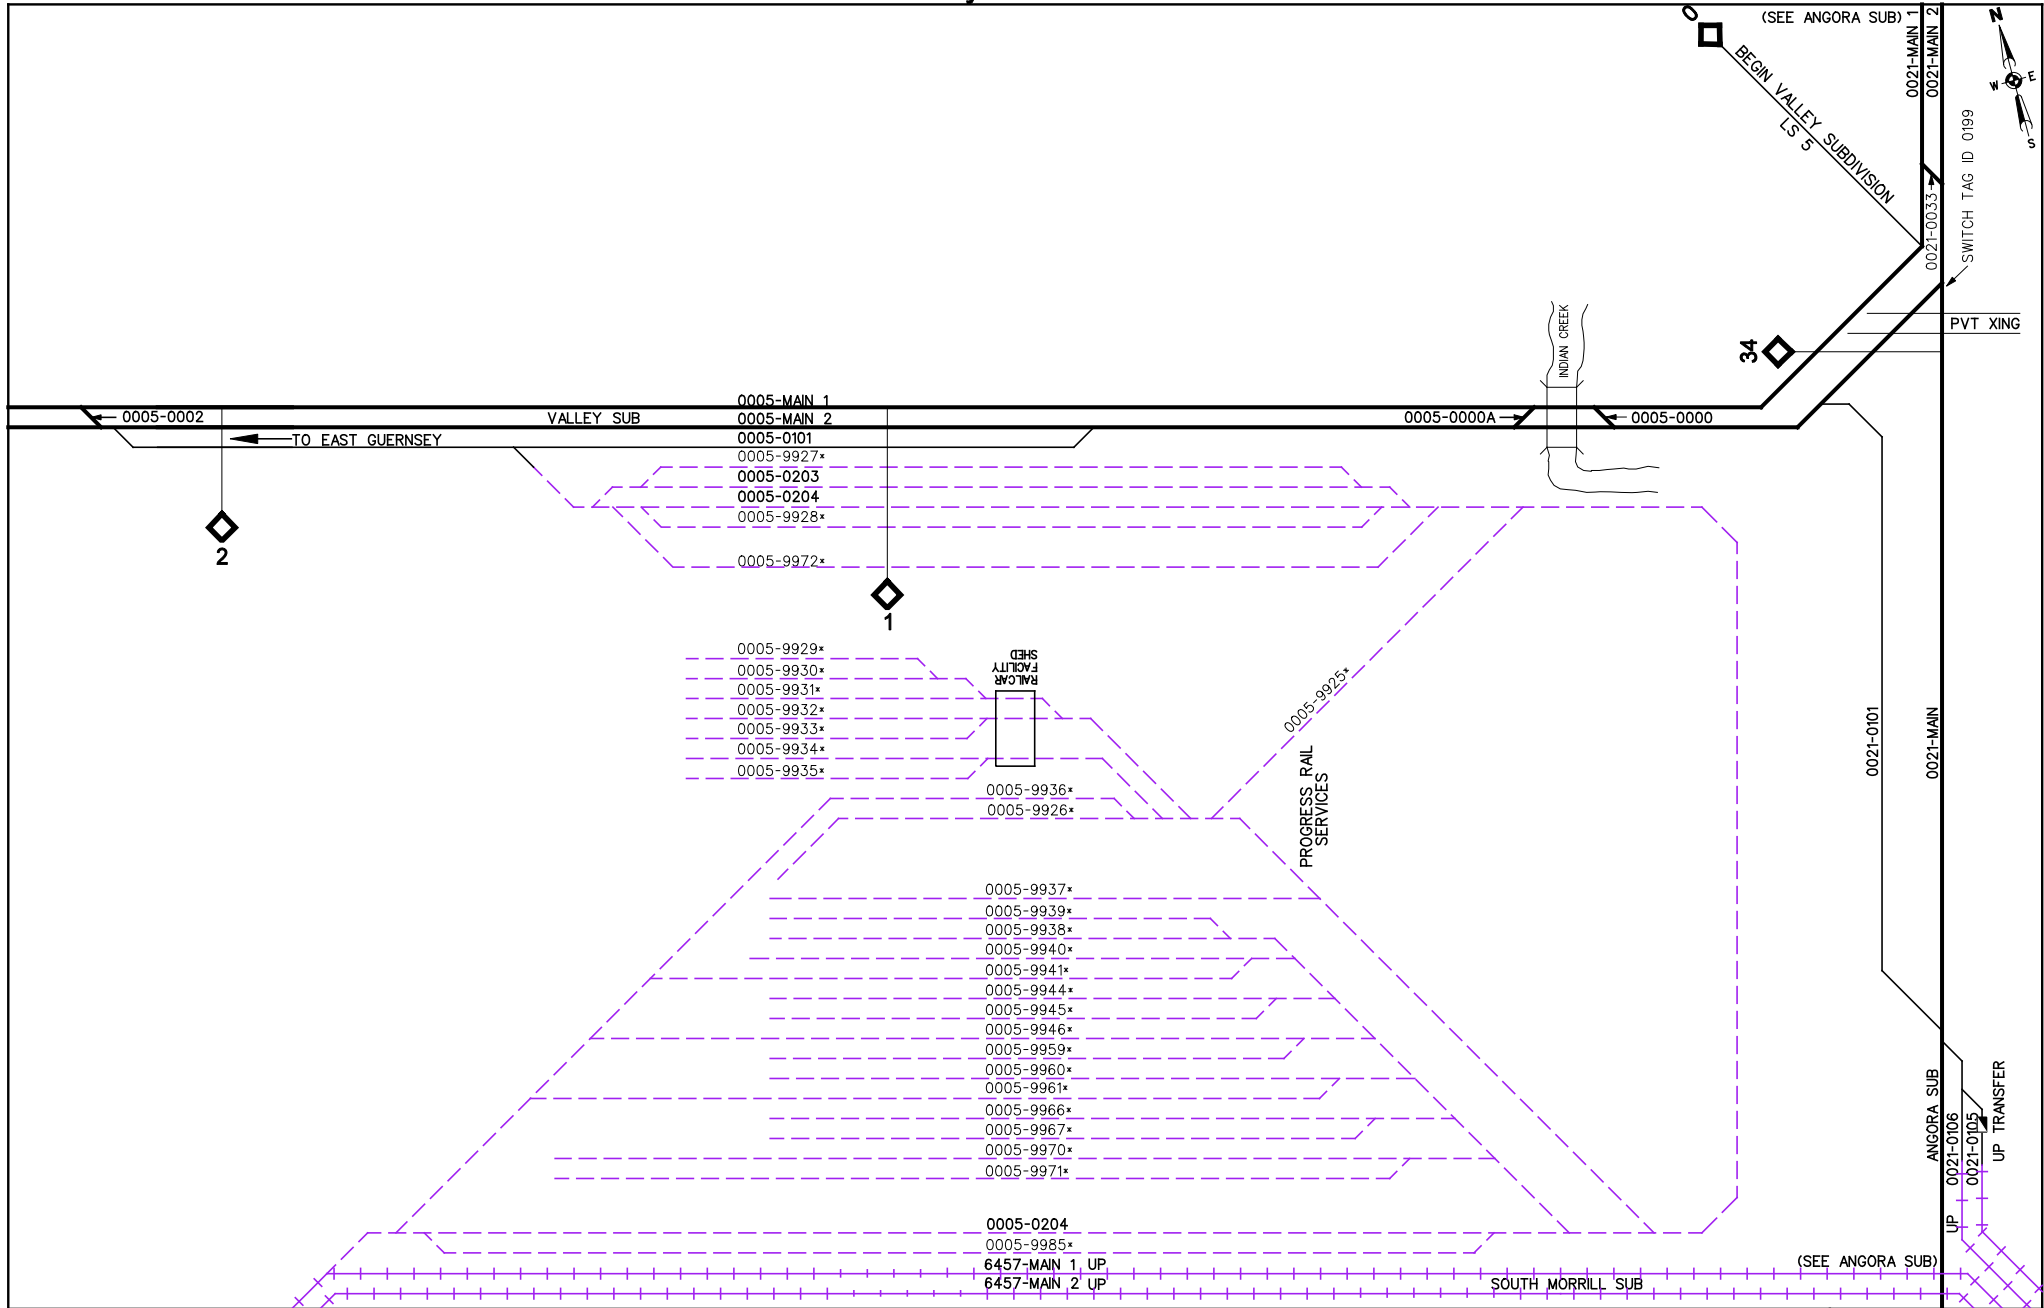 0
(SEE ANGORA SUB)
0021-MAIN 1
0021-MAIN 2
N
E
W
S
BEGIN VALLEY SUBDIVISION
LS 5
SWITCH TAG ID 0199
0021-0033
INDIAN CREEK
PVT XING
34
0005-MAIN 1
0005-0002
VALLEY SUB
0005-MAIN 2
0005-0000A
0005-0000
TO EAST GUERNSEY
0005-0101
0005-9927*
0005-0203
0005-0204
0005-9928*
2
0005-9972*
1
0005-9929*
0005-9930*
0005-9931*
0005-9932*
0005-9933*
0005-9934*
0005-9935*
RAILCAR
FACILITY
SHED
0005-9925*
PROGRESS RAIL
SERVICES
0021-0101
0021-MAIN
0005-9936*
0005-9926*
0005-9937*
0005-9939*
0005-9938*
0005-9940*
0005-9941*
0005-9944*
0005-9945*
0005-9946*
0005-9959*
0005-9960*
0005-9961*
0005-9966*
0005-9967*
0005-9970*
0005-9971*
ANGORA SUB
0021-0106
0021-0105
UP TRANSFER
UP
0005-0204
0005-9985*
6457-MAIN 1 UP
(SEE ANGORA SUB)
6457-MAIN 2 UP
SOUTH MORRILL SUB